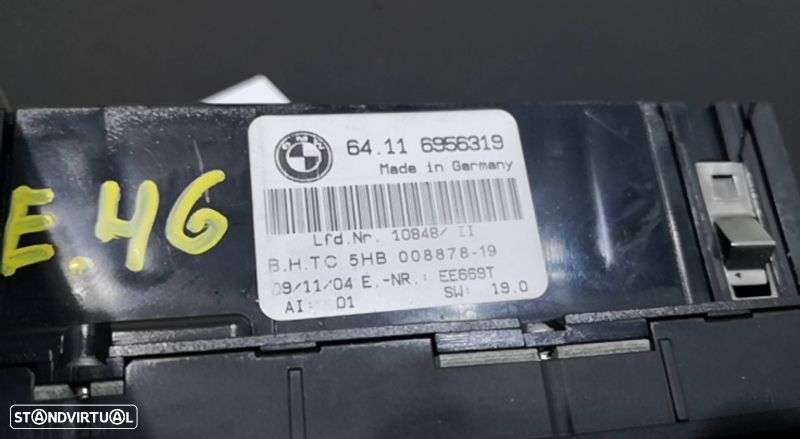 E.46
BMW
64.11 6956319
Made in Germany
Lfd.Nr. 10848/ II
B.H.TC 5HB 008878-19
09/11/04 E.-NR.: EE669T
AI: 01 SW: 19.0
STANDVIRTUAL